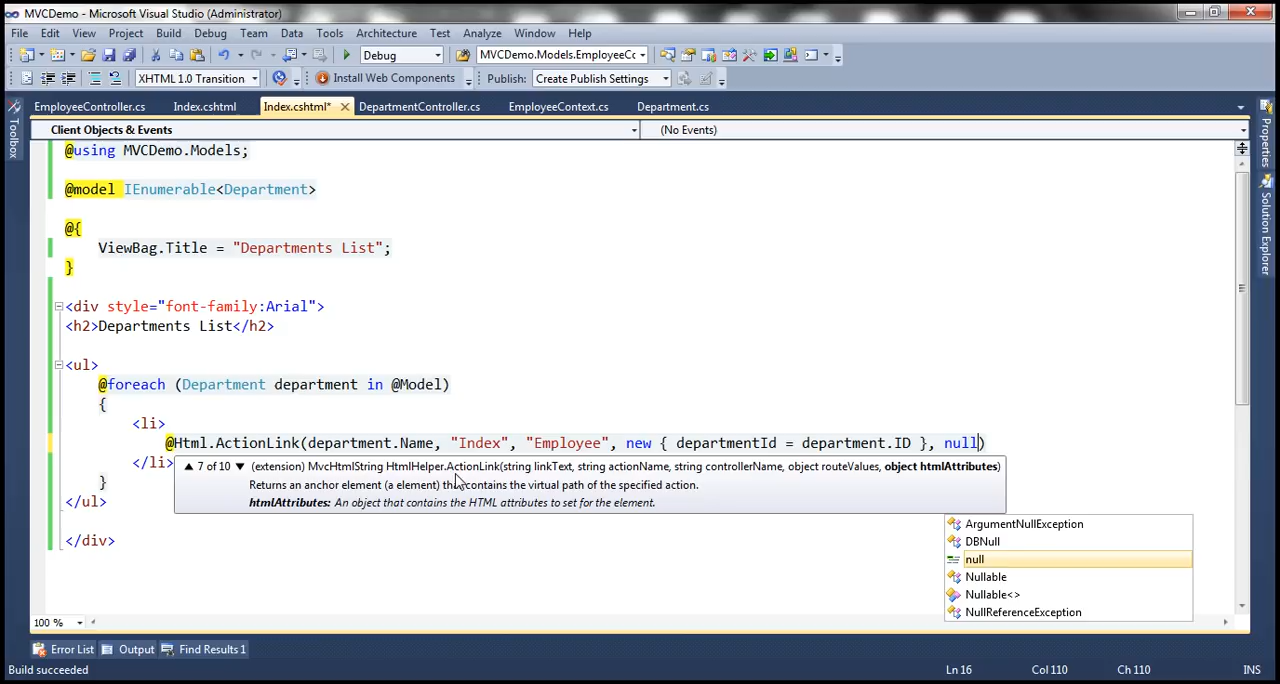 MVCDemo - Microsoft Visual Studio (Administrator)
File Edit View Project Build Debug Team Data Tools Architecture Test Analyze Window Help
Debug MVCDemo.Models.EmployeeCc
XHTML 1.0 Transition Install Web Components Publish: Create Publish Settings
EmployeeController.cs Index.cshtml Index.cshtml* DepartmentController.cs EmployeeContext.cs Department.cs
Client Objects & Events (No Events)
Toolbox
Properties
Solution Explorer
@using MVCDemo.Models;
@model IEnumerable<Department>
@{
ViewBag.Title = "Departments List";
}
<div style="font-family:Arial">
<h2>Departments List</h2>
<ul>
@foreach (Department department in @Model)
{
<li>
@Html.ActionLink(department.Name, "Index", "Employee", new { departmentId = department.ID }, null)
</li>
7 of 10 (extension) MvcHtmlString HtmlHelper.ActionLink(string linkText, string actionName, string controllerName, object routeValues, object htmlAttributes)
Returns an anchor element (a element) that contains the virtual path of the specified action.
htmlAttributes: An object that contains the HTML attributes to set for the element.
}
</ul>
</div>
ArgumentNullException
DBNull
null
Nullable
Nullable<>
NullReferenceException
100 %
Error List Output Find Results 1
Build succeeded Ln 16 Col 110 Ch 110 INS